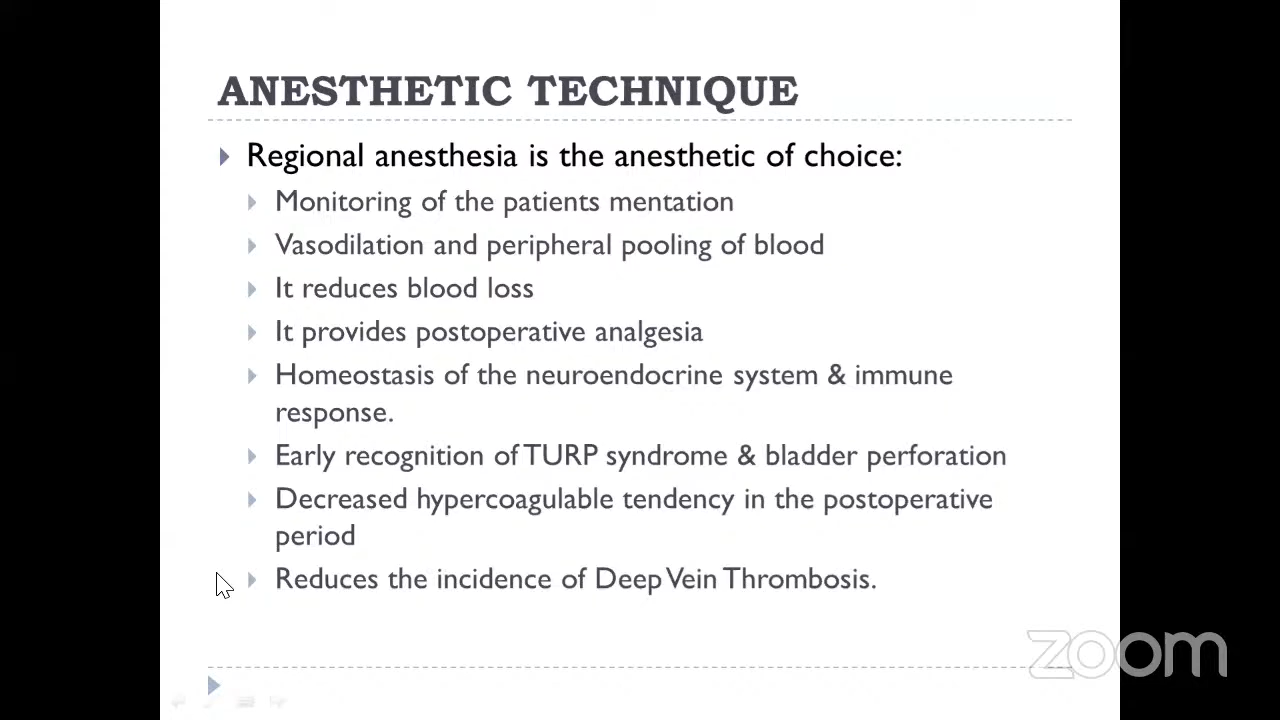 ANESTHETIC TECHNIQUE
Regional anesthesia is the anesthetic of choice:
Monitoring of the patients mentation
Vasodilation and peripheral pooling of blood
It reduces blood loss
It provides postoperative analgesia
Homeostasis of the neuroendocrine system & immune
response.
Early recognition of TURP syndrome & bladder perforation
Decreased hypercoagulable tendency in the postoperative
period
Reduces the incidence of Deep Vein Thrombosis.
zoom